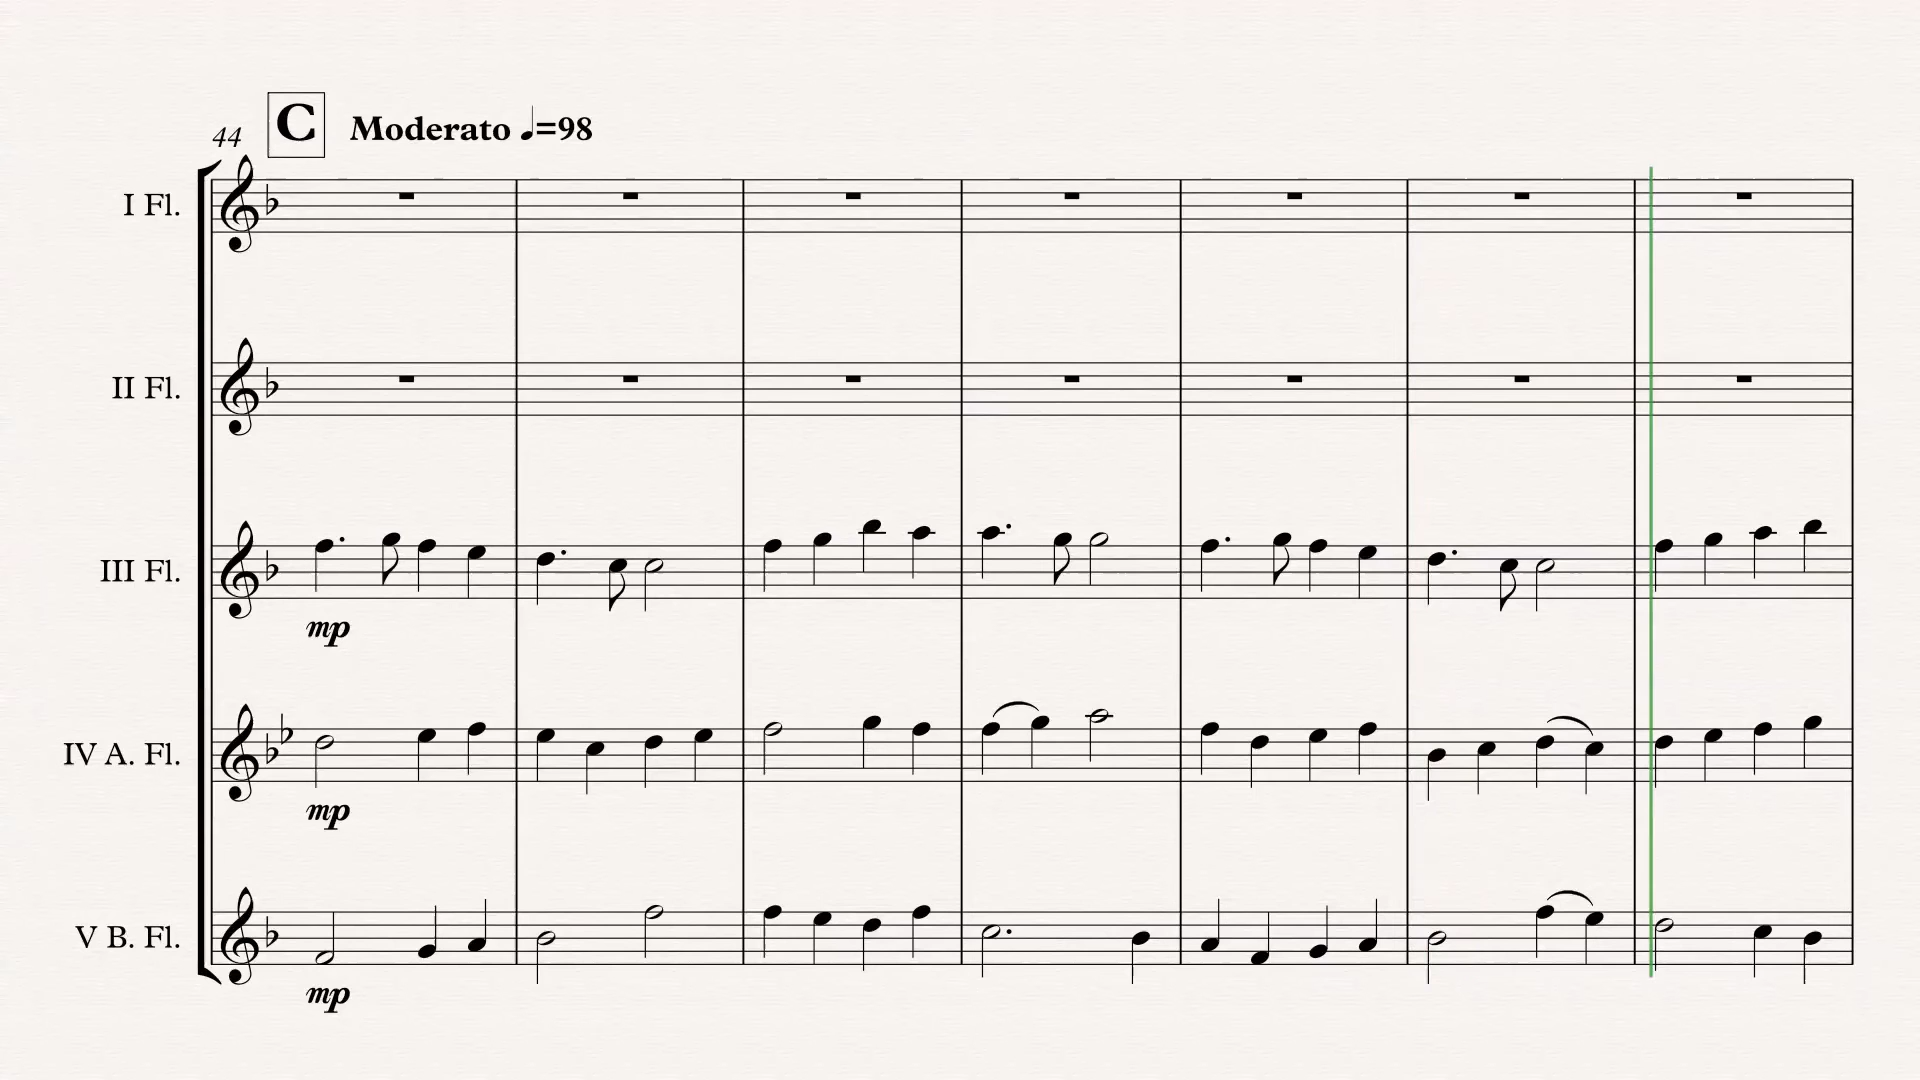 44 C Moderato ♩=98
I Fl.
II Fl.
III Fl.
mp
IV A. Fl.
mp
V B. Fl.
mp